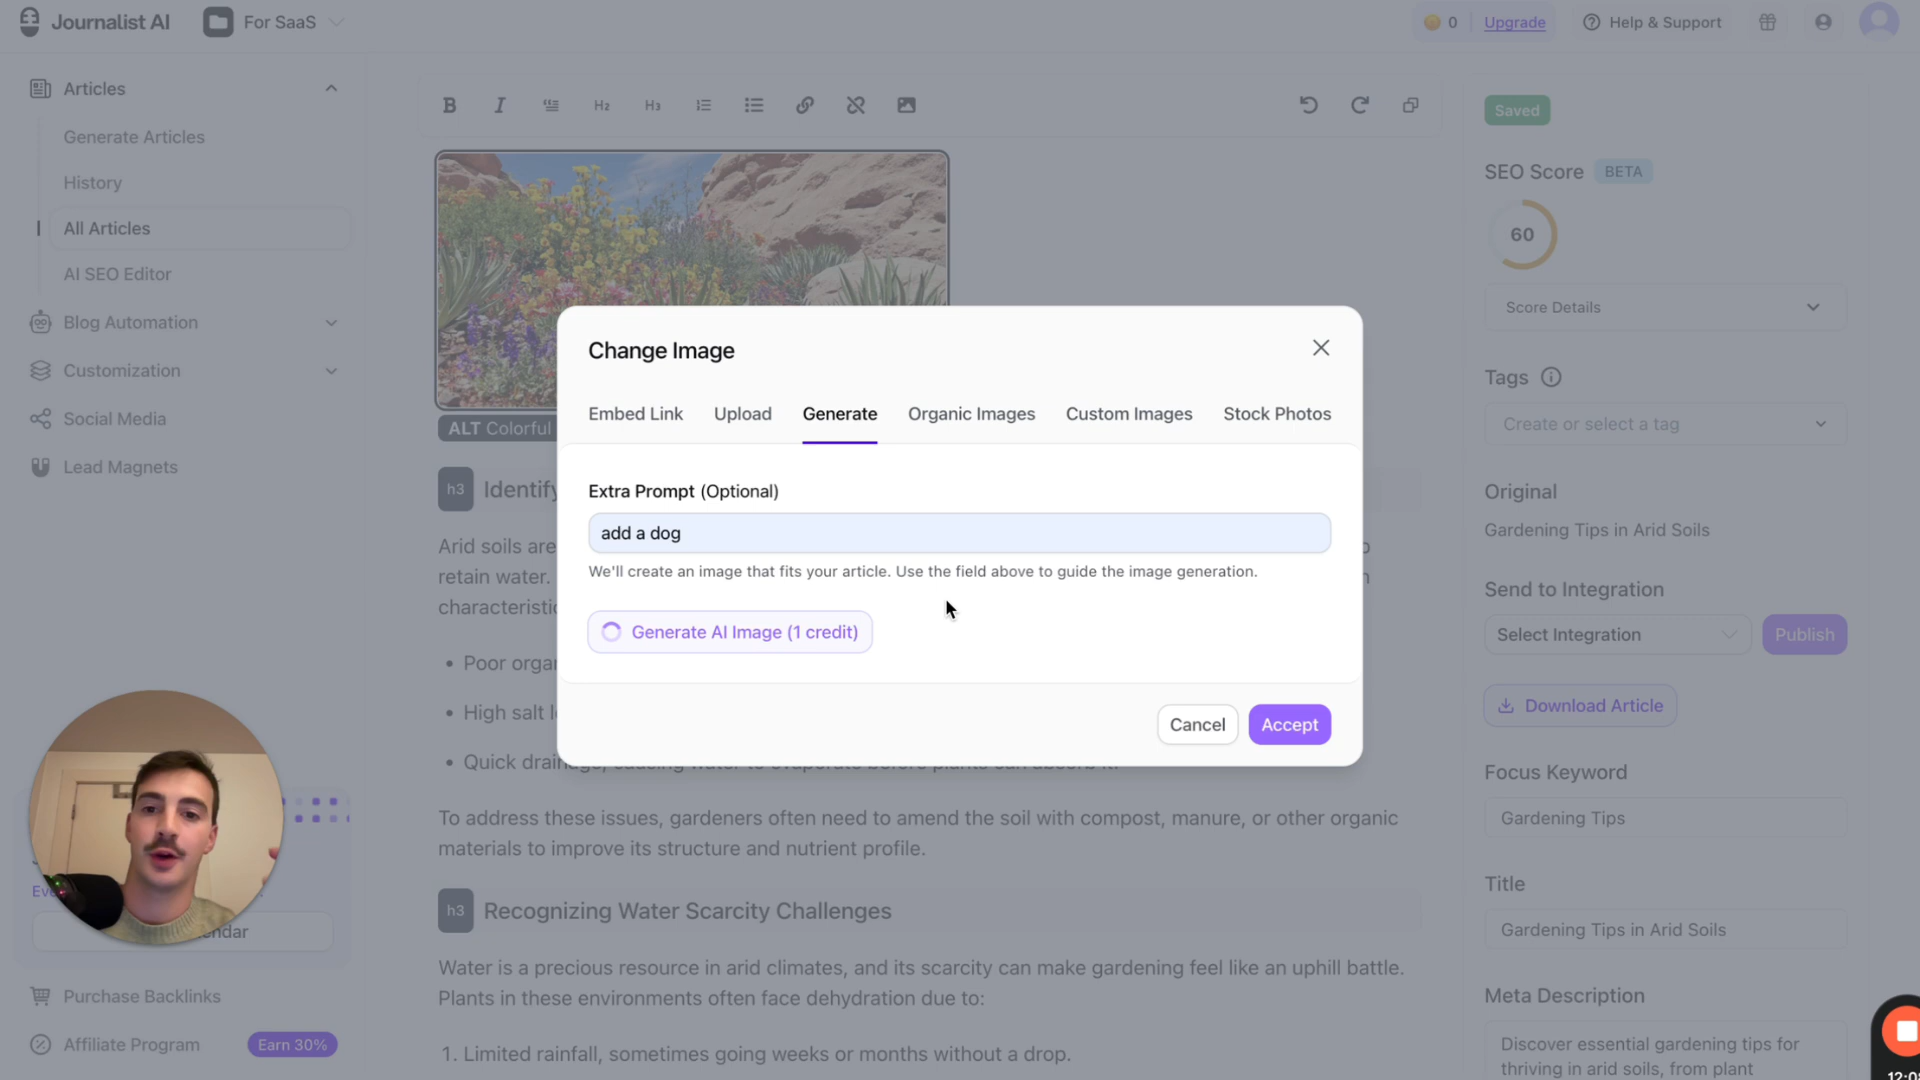 Journalist AI
For SaaS
0
Upgrade
Help & Support
Articles
Generate Articles
History
All Articles
AI SEO Editor
Blog Automation
Customization
Social Media
Lead Magnets
Purchase Backlinks
Affiliate Program
Earn 30%
B I H2 H3
ALT Colorful
h3 Identify
Arid soils are
retain water.
Poor orga
High salt l
Quick drain
To address these issues, gardeners often need to amend the soil with compost, manure, or other organic
materials to improve its structure and nutrient profile.
h3 Recognizing Water Scarcity Challenges
Water is a precious resource in arid climates, and its scarcity can make gardening feel like an uphill battle.
Plants in these environments often face dehydration due to:
1. Limited rainfall, sometimes going weeks or months without a drop.
Change Image
Embed Link
Upload
Generate
Organic Images
Custom Images
Stock Photos
Extra Prompt (Optional)
add a dog
We'll create an image that fits your article. Use the field above to guide the image generation.
Generate AI Image (1 credit)
Cancel
Accept
Saved
SEO Score BETA
60
Score Details
Tags
Create or select a tag
Original
Gardening Tips in Arid Soils
Send to Integration
Select Integration
Publish
Download Article
Focus Keyword
Gardening Tips
Title
Gardening Tips in Arid Soils
Meta Description
Discover essential gardening tips for
thriving in arid soils, from plant